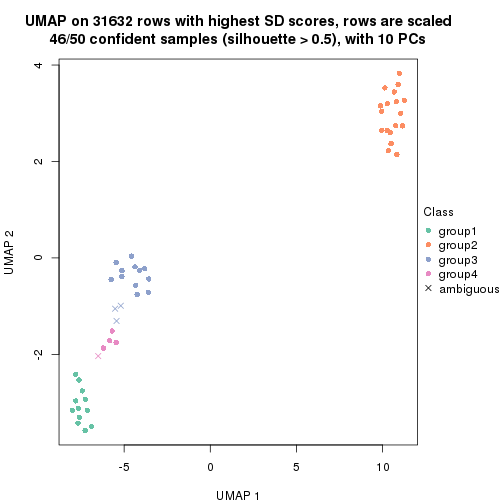 UMAP on 31632 rows with highest SD scores, rows are scaled
46/50 confident samples (silhouette > 0.5), with 10 PCs
4
2
0
-2
UMAP 2
-5
0
5
10
UMAP 1
Class
group1
group2
group3
group4
ambiguous